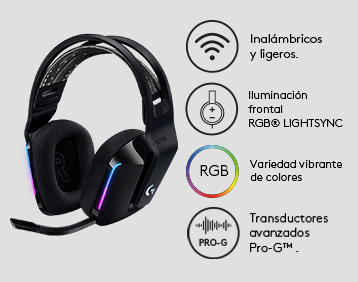 Inalámbricos
y ligeros.
Iluminación
frontal
RGB® LIGHTSYNC
RGB
Variedad vibrante
de colores
PRO-G
Transductores
avanzados
Pro-G™ .
R
G